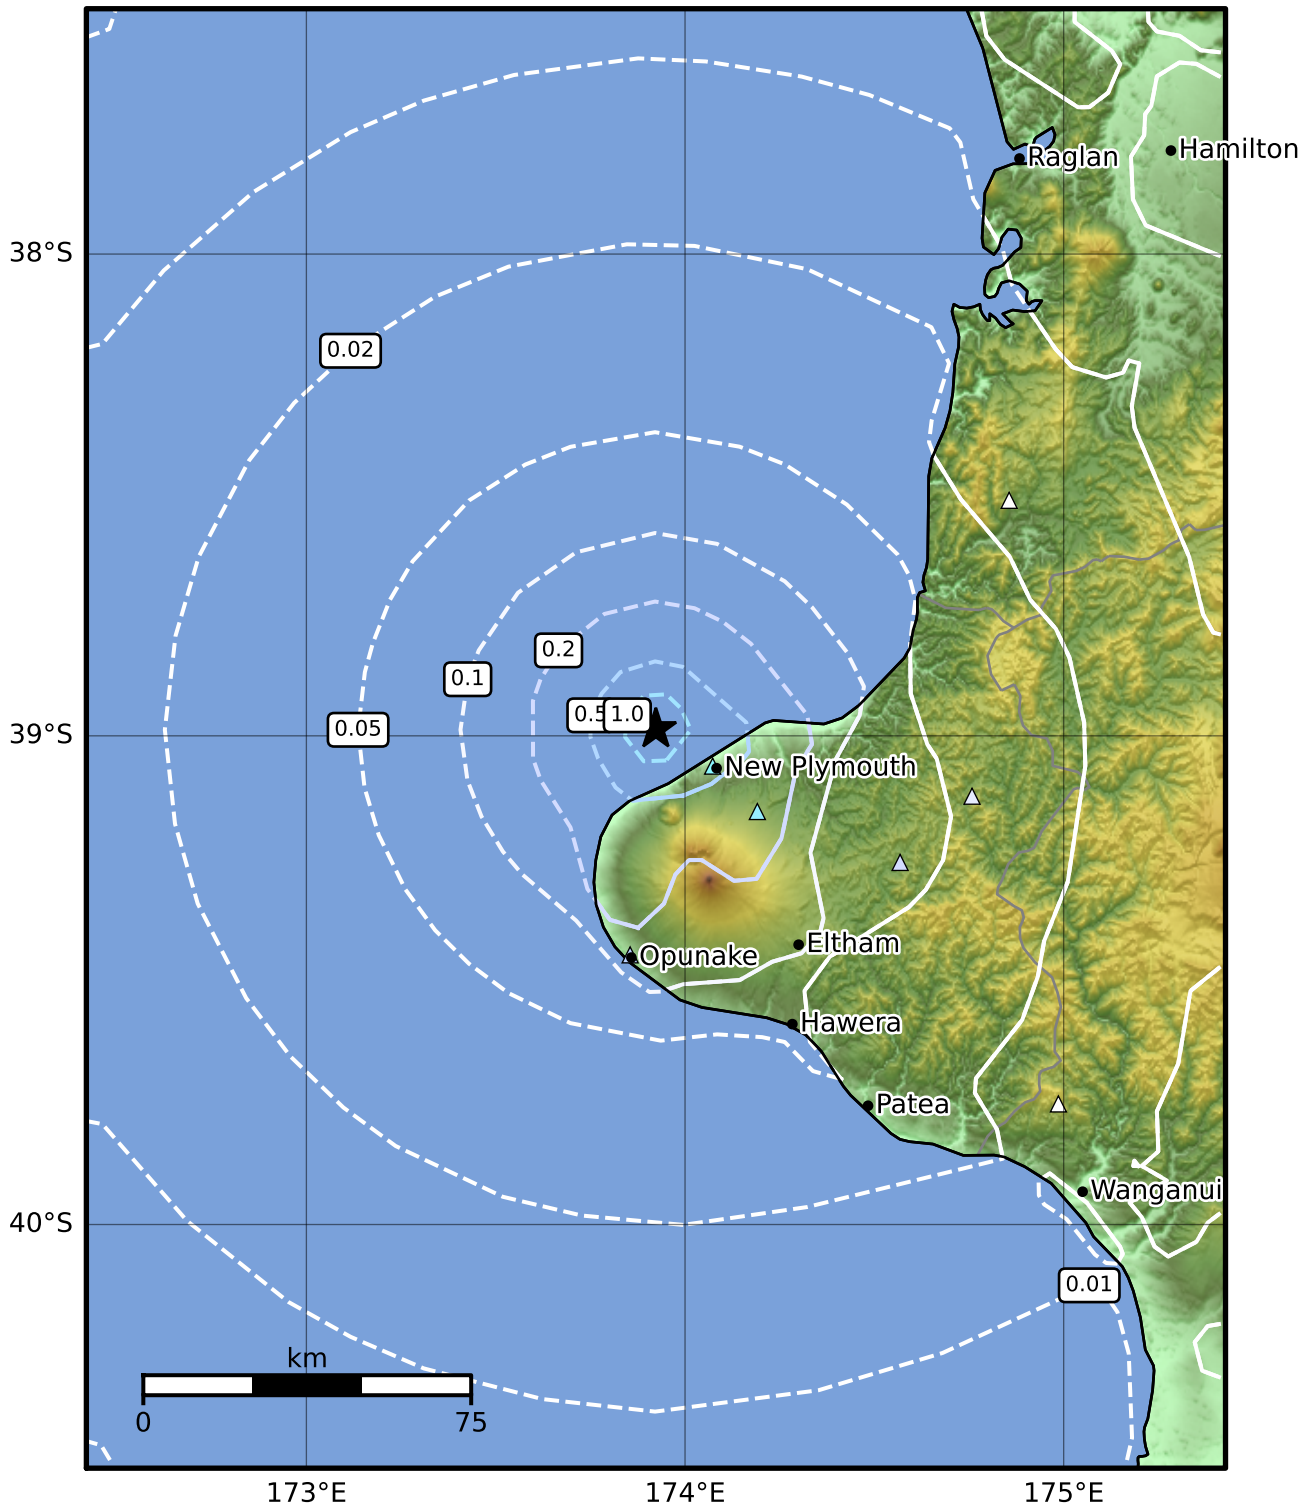 Raglan
Hamilton
38°S
0.02
0.2
0.1
0.5
1.0
0.05
39°S
New Plymouth
Eltham
Opunake
Hawera
Patea
Wanganui
40°S
0.01
km
0 75
173°E 174°E 175°E